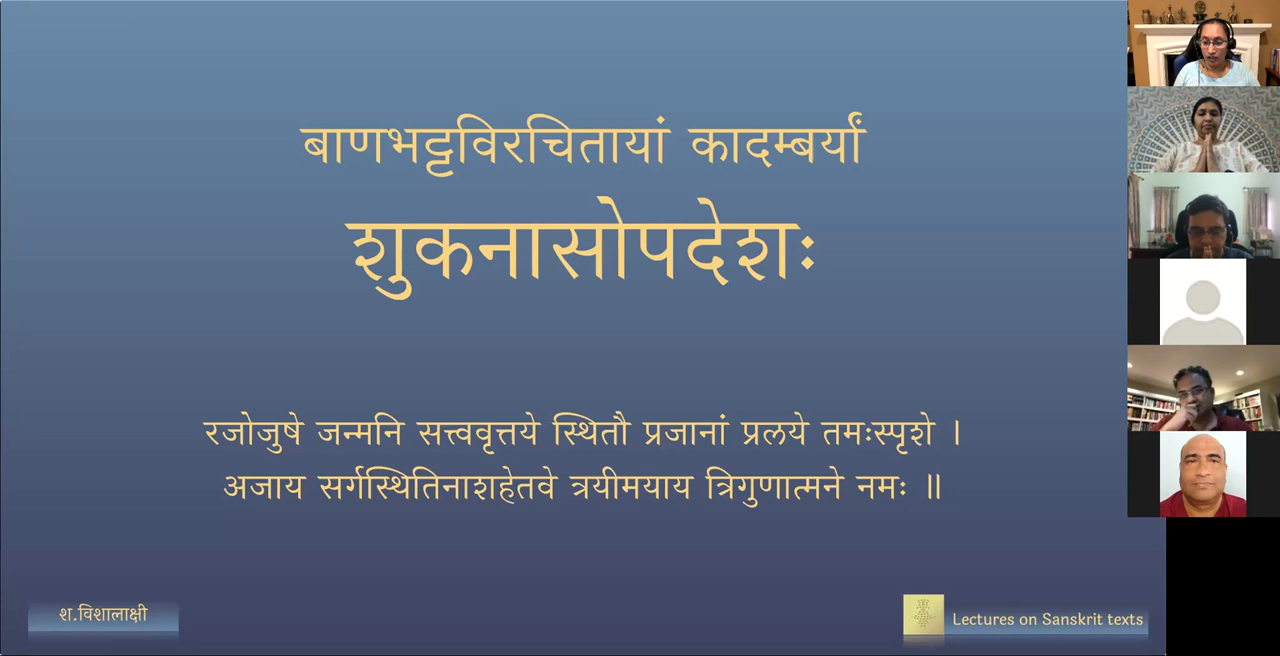 बाणभट्टविरचितायां कादम्बर्यां
शुकनासोपदेशः
रजोजुषे जन्मनि सत्त्ववृत्तये स्थितौ प्रजानां प्रलये तमःस्पृशे ।
अजाय सर्गस्थितिनाशहेतवे त्रयीमयाय त्रिगुणात्मने नमः ॥
श.विशालाक्षी
Lectures on Sanskrit texts